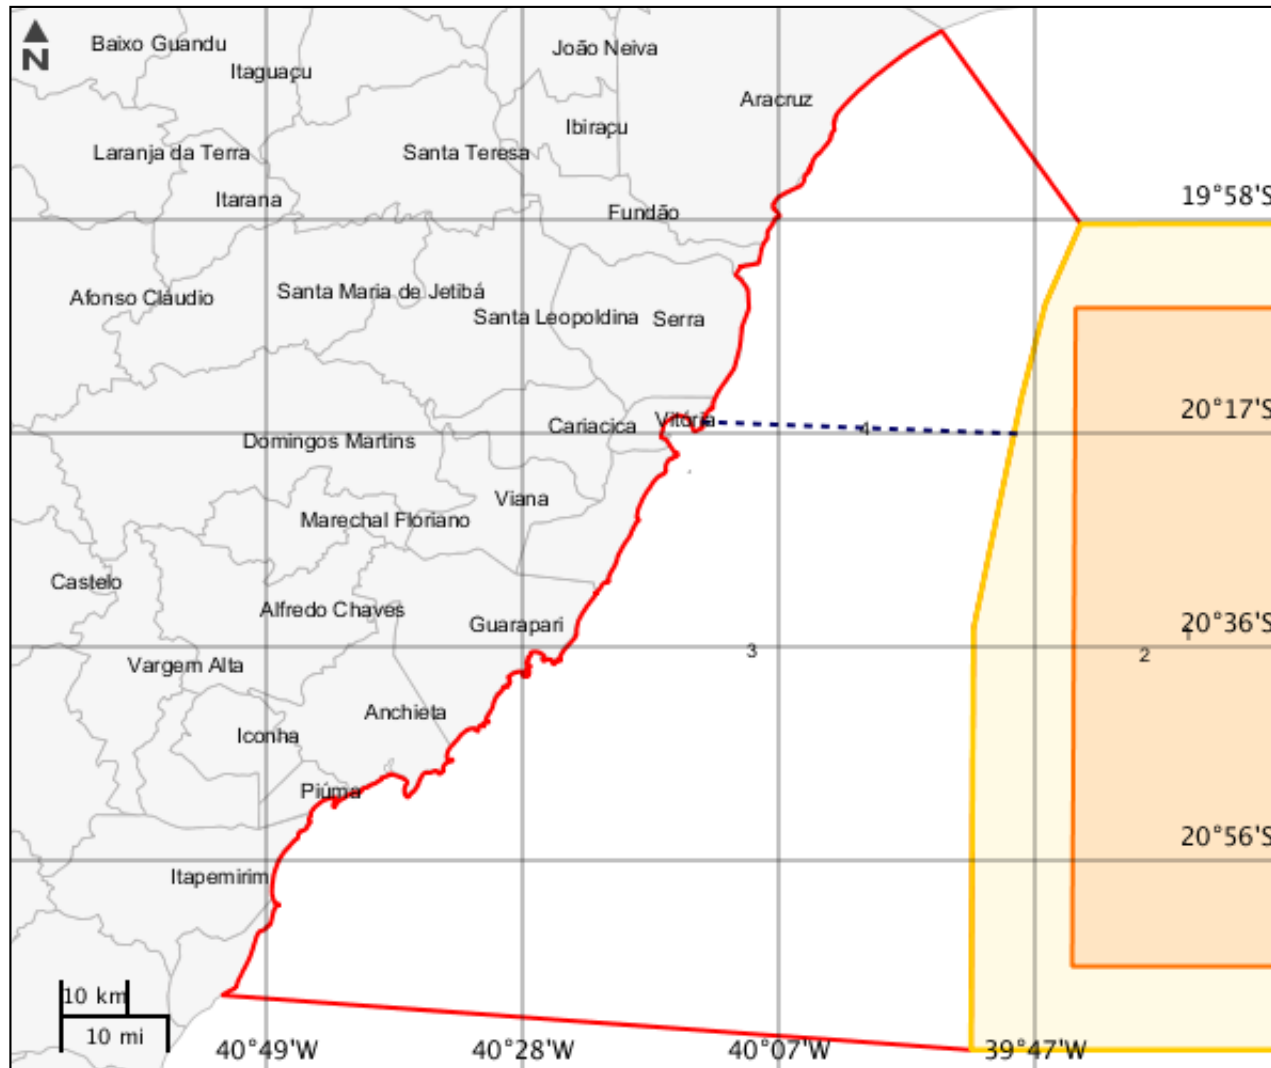 N
Baixo Guandu
João Neiva
Itaguaçu
Aracruz
Ibiraçu
Laranja da Terra
Santa Teresa
Itarana
19°58'S
Fundão
Afonso Cláudio
Santa Maria de Jetibá
Santa Leopoldina
Serra
20°17'S
Vitória
Cariacica
4
Domingos Martins
Viana
Marechal Floriano
Castelo
Alfredo Chaves
Guarapari
20°36'S
1
3
2
Vargem Alta
Anchieta
Iconha
Piúma
20°56'S
Itapemirim
10 km
10 mi
40°49'W
40°28'W
40°07'W
39°47'W